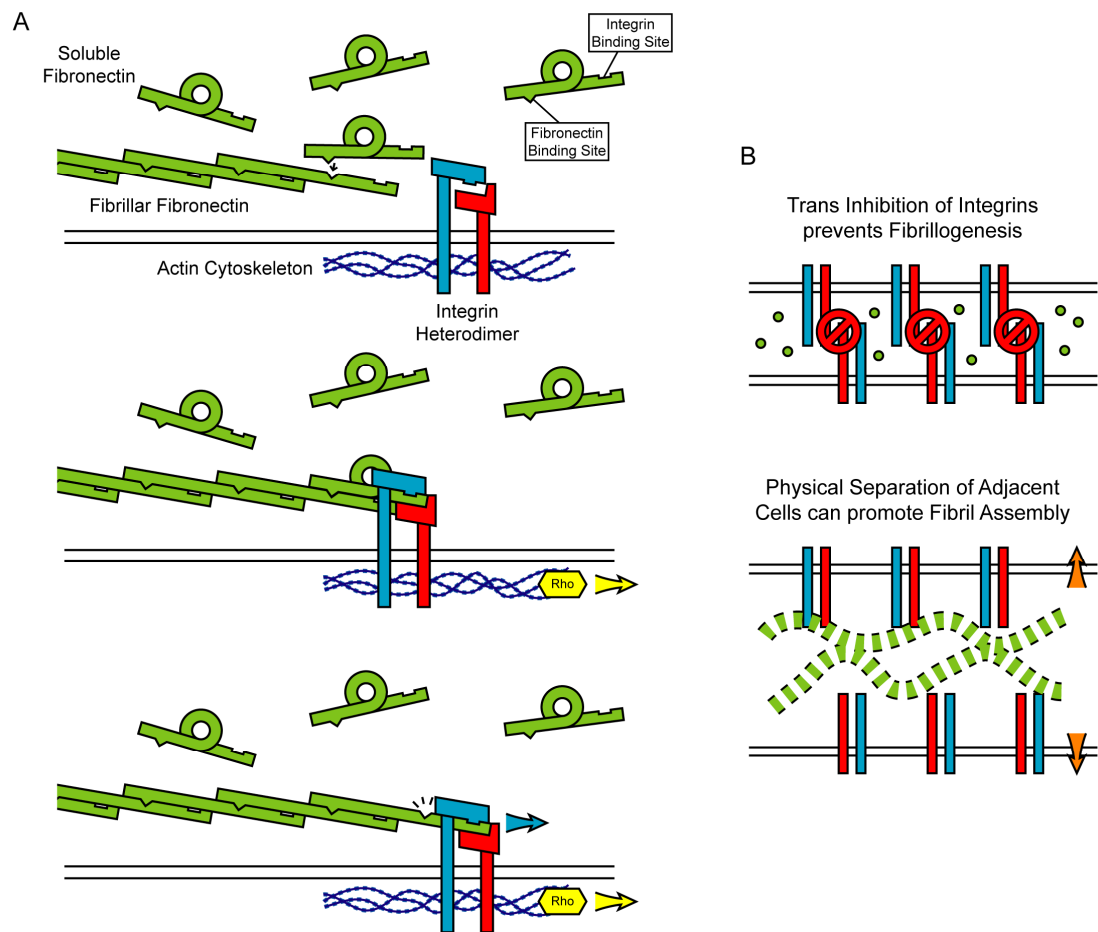 A
Soluble
Fibronectin
Integrin
Binding Site
Fibronectin
Binding Site
Fibrillar Fibronectin
Actin Cytoskeleton
Integrin
Heterodimer
Rho
Rho
B
Trans Inhibition of Integrins
prevents Fibrillogenesis
Physical Separation of Adjacent
Cells can promote Fibril Assembly